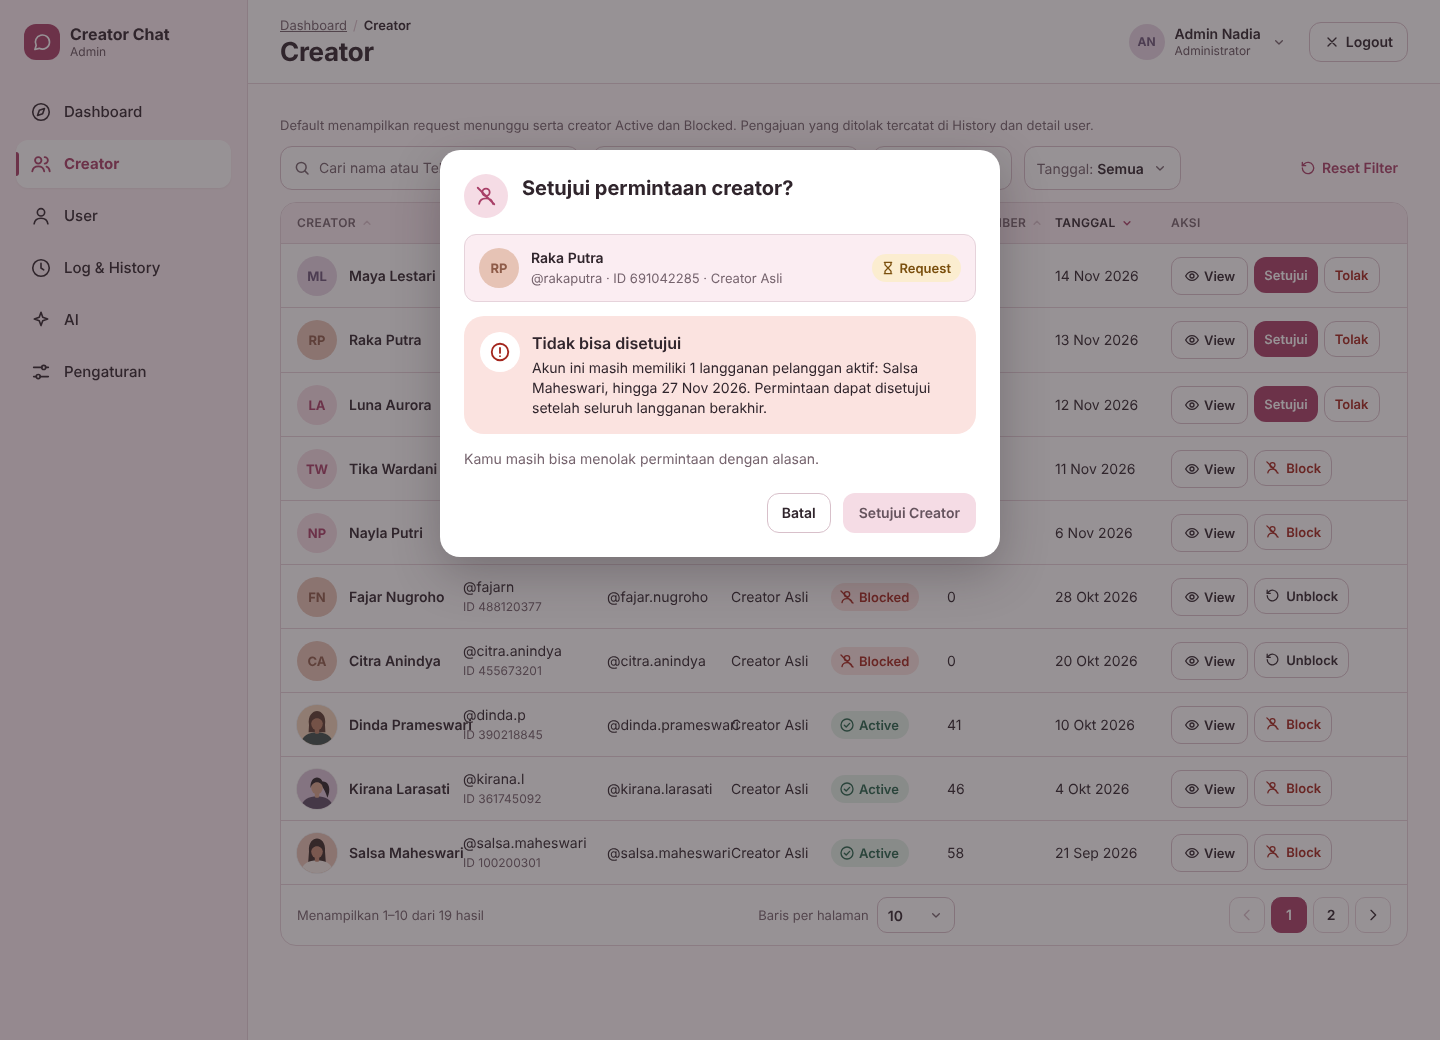 Creator Chat
Admin
Dashboard
Creator
User
Log & History
AI
Pengaturan
Dashboard / Creator
Creator
AN
Admin Nadia
Administrator
Logout
Default menampilkan request menunggu serta creator Active dan Blocked. Pengajuan yang ditolak tercatat di History dan detail user.
Cari nama atau
Tanggal: Semua
Reset Filter
CREATOR
TANGGAL
AKSI
ML Maya Lestari 14 Nov 2026 View Setujui Tolak
RP Raka Putra 13 Nov 2026 View Setujui Tolak
LA Luna Aurora 12 Nov 2026 View Setujui Tolak
TW Tika Wardani 11 Nov 2026 View Block
NP Nayla Putri 6 Nov 2026 View Block
Setujui permintaan creator?
RP
Raka Putra
@rakaputra · ID 691042285 · Creator Asli
Request
Tidak bisa disetujui
Akun ini masih memiliki 1 langganan pelanggan aktif: Salsa
Maheswari, hingga 27 Nov 2026. Permintaan dapat disetujui
setelah seluruh langganan berakhir.
Kamu masih bisa menolak permintaan dengan alasan.
Batal
Setujui Creator
FN Fajar Nugroho @fajarn @fajar.nugroho Creator Asli Blocked 0 28 Okt 2026 View Unblock
ID 488120377
CA Citra Anindya @citra.anindya @citra.anindya Creator Asli Blocked 0 20 Okt 2026 View Unblock
ID 455673201
Dinda Prameswari @dinda.p @dinda.prameswari Creator Asli Active 41 10 Okt 2026 View Block
ID 390218845
Kirana Larasati @kirana.l @kirana.larasati Creator Asli Active 46 4 Okt 2026 View Block
ID 361745092
Salsa Maheswari @salsa.maheswari @salsa.maheswari Creator Asli Active 58 21 Sep 2026 View Block
ID 100200301
Menampilkan 1–10 dari 19 hasil
Baris per halaman 10
1 2